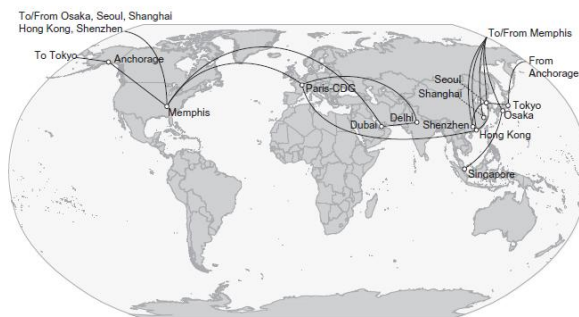 To/From Osaka, Seoul, Shanghai
Hong Kong, Shenzhen
To/From Memphis
To Tokyo
Anchorage
From
Anchorage
Seoul
Shanghai
Paris-CDG
Memphis
Tokyo
Osaka
Delhi
Dubai
Shenzhen
Hong Kong
Singapore